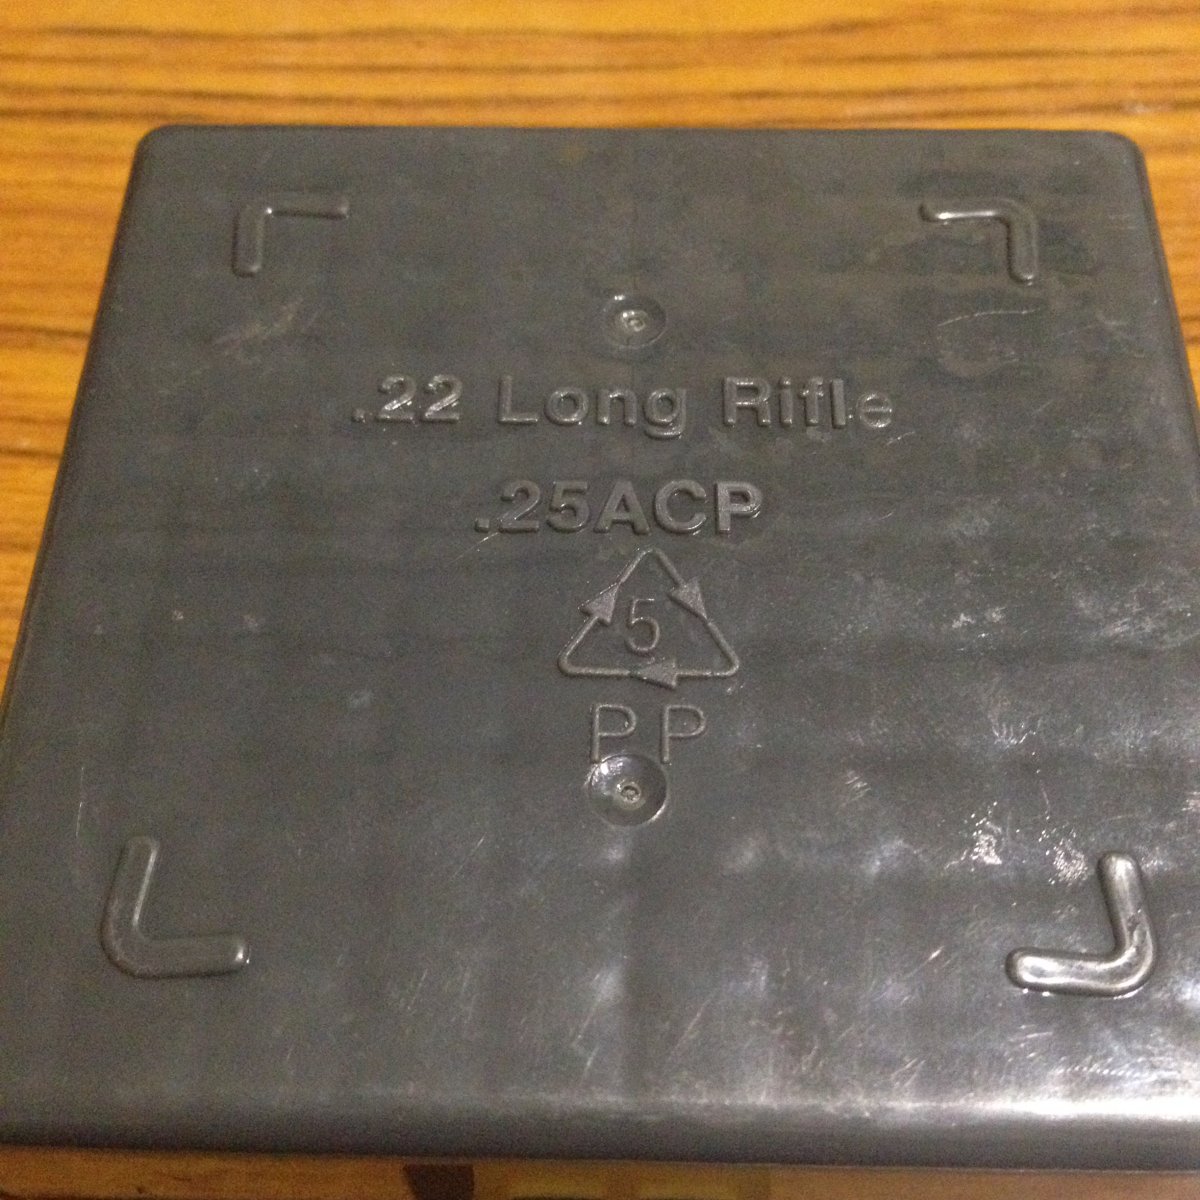 .22 Long Rifle
.25ACP
5
PP